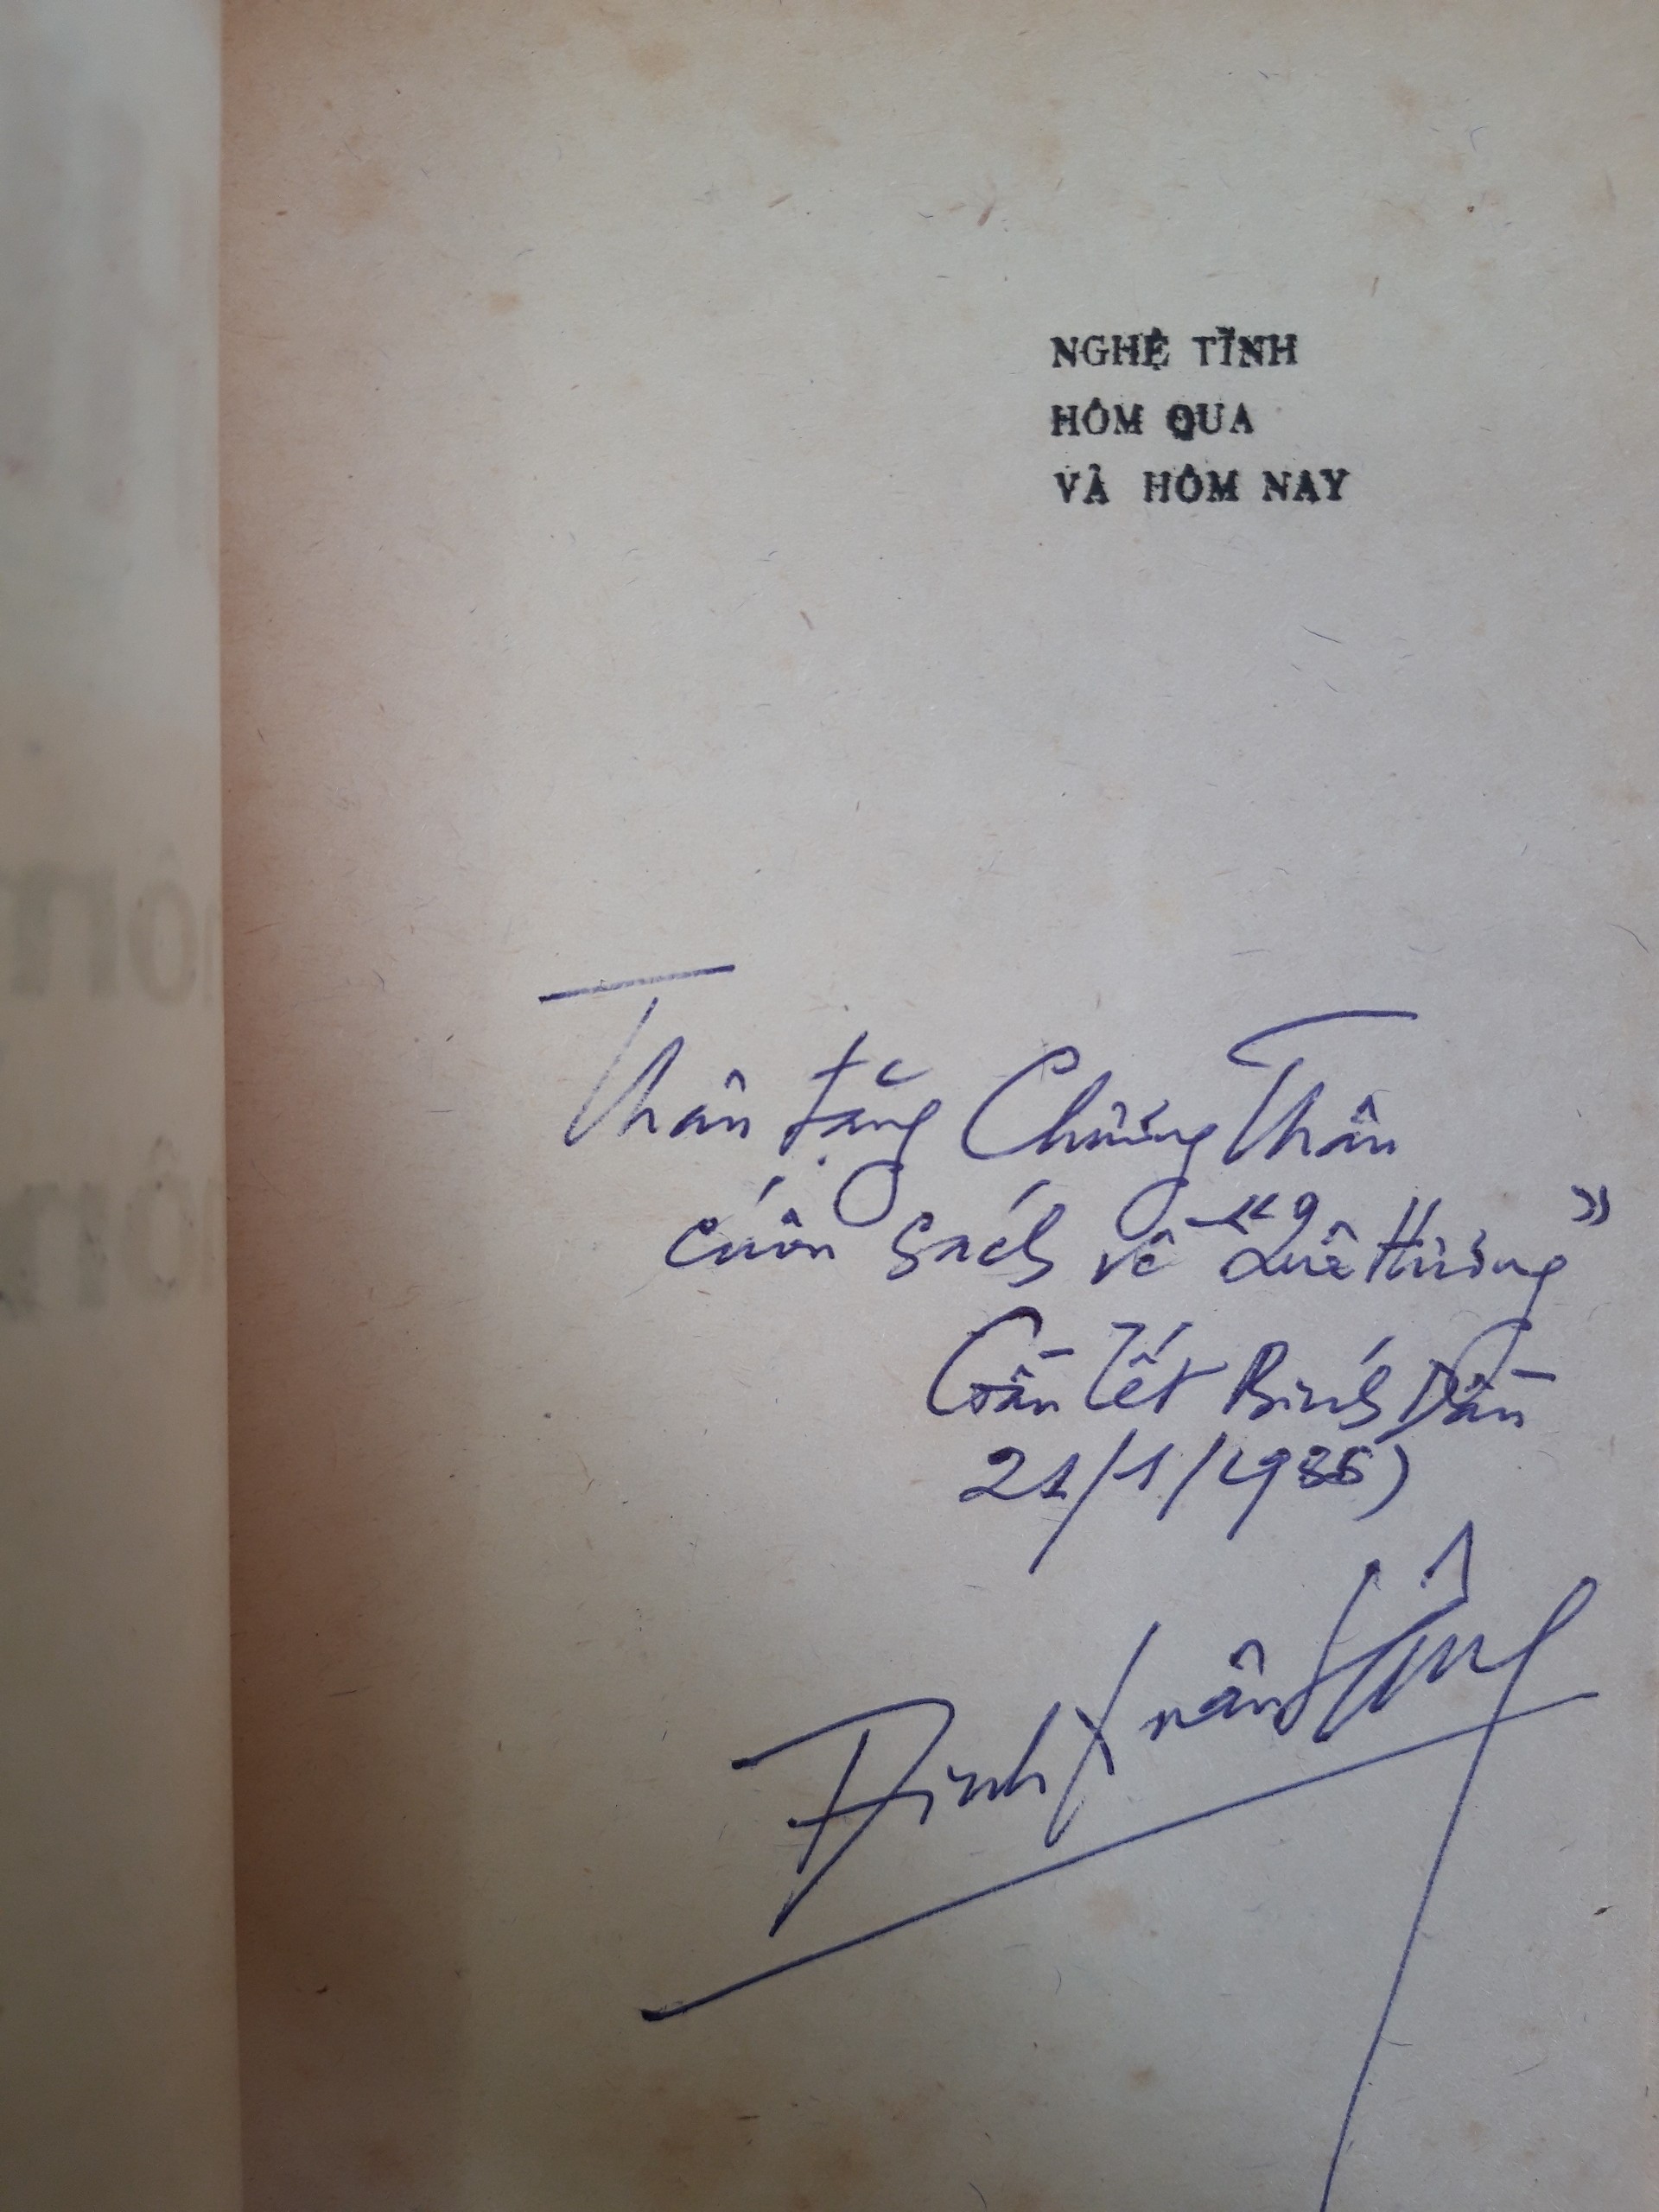 NGHỆ TĨNH
HÔM QUA
VÀ HÔM NAY
Thân tặng Chương Thâu
cuốn sách về "Quê Hương"
Gần Tết Bính Dần
21/1/1986)
Đinh Xuân Lâm